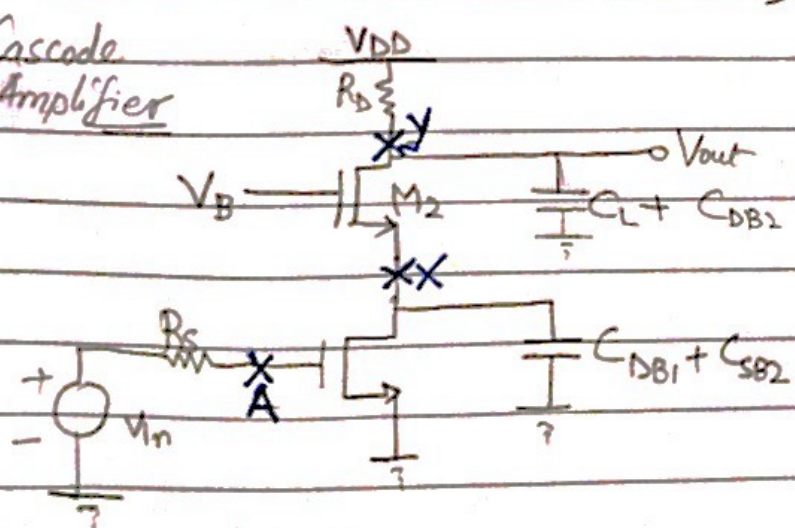 Cascode
Amplifier
VDD
RD
Y
Vout
VB
M2
CL + CDB2
X
RS
A
CDB1 + CSB2
+
Vin
-